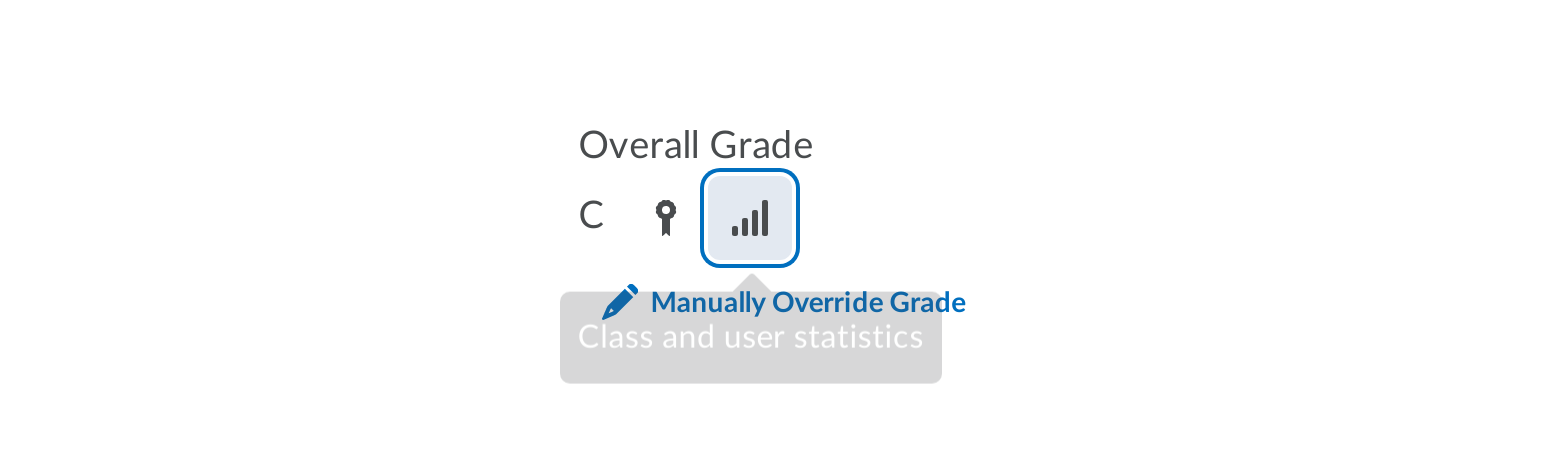 Overall Grade
C
Manually Override Grade
Class and user statistics